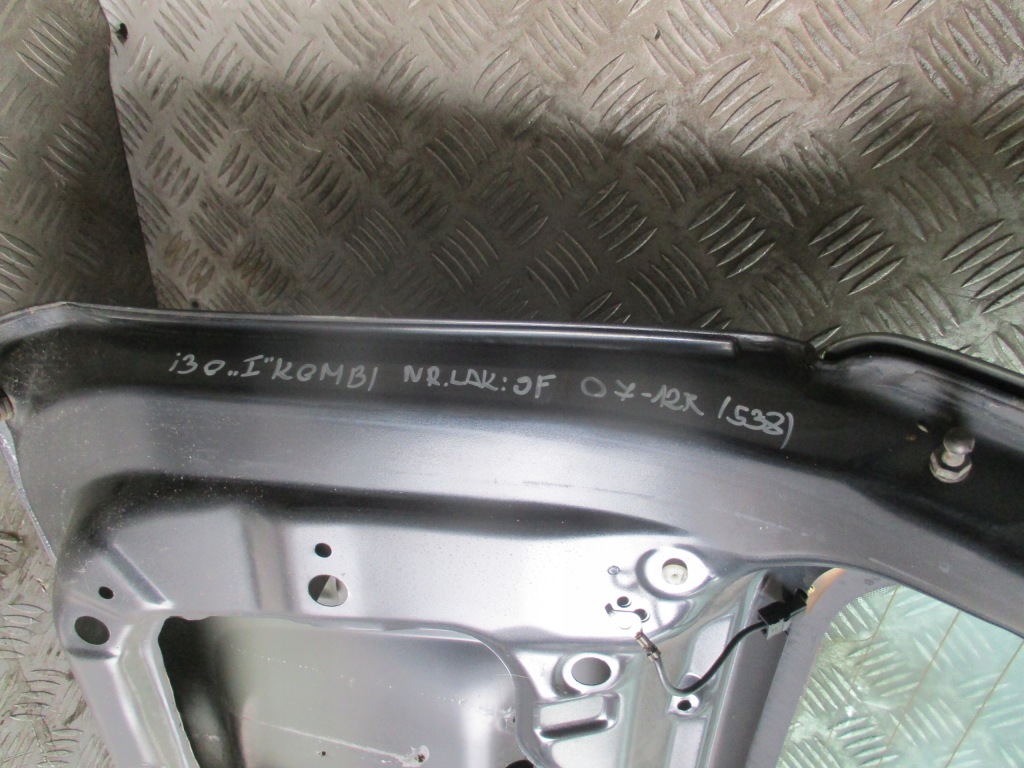 i30 „I" KOMBI NR.LAK: 9F 07-12R (538)